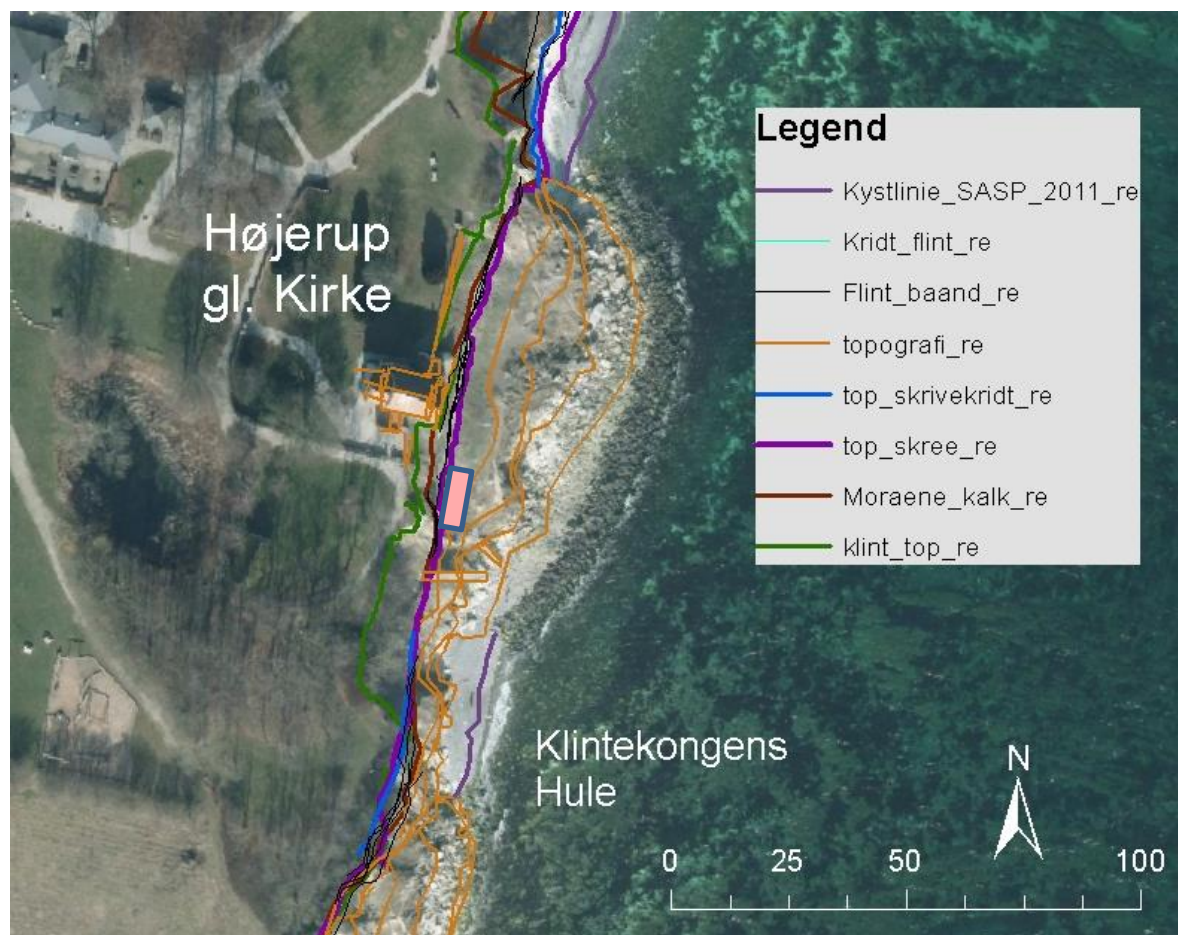 Højerup
gl. Kirke
Legend
Kystlinie_SASP_2011_re
Kridt_flint_re
Flint_baand_re
topografi_re
top_skrivekridt_re
top_skree_re
Moraene_kalk_re
klint_top_re
Klintekongens
Hule
N
0 25 50 100